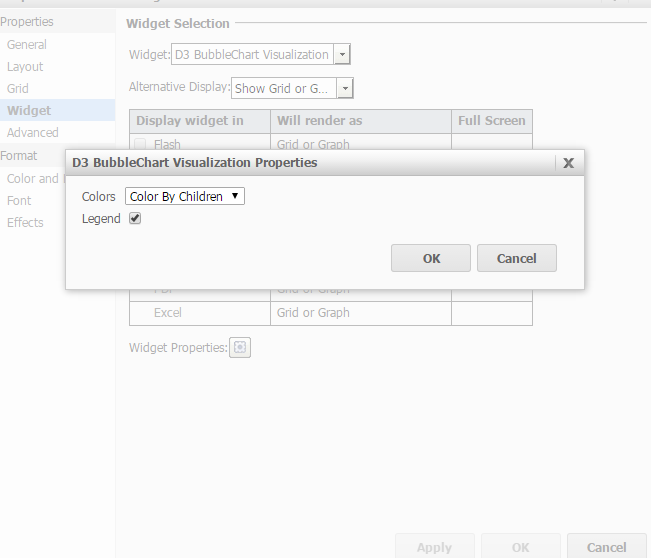 Properties
General
Layout
Grid
Widget
Advanced
Format
Color and
Font
Effects
Widget Selection
Widget: D3 BubbleChart Visualization
Alternative Display: Show Grid or G...
Display widget in Will render as Full Screen
Flash Grid or Graph
D3 BubbleChart Visualization Properties X
Colors Color By Children
Legend
OK Cancel
PDF Grid or Graph
Excel Grid or Graph
Widget Properties:
Apply OK Cancel